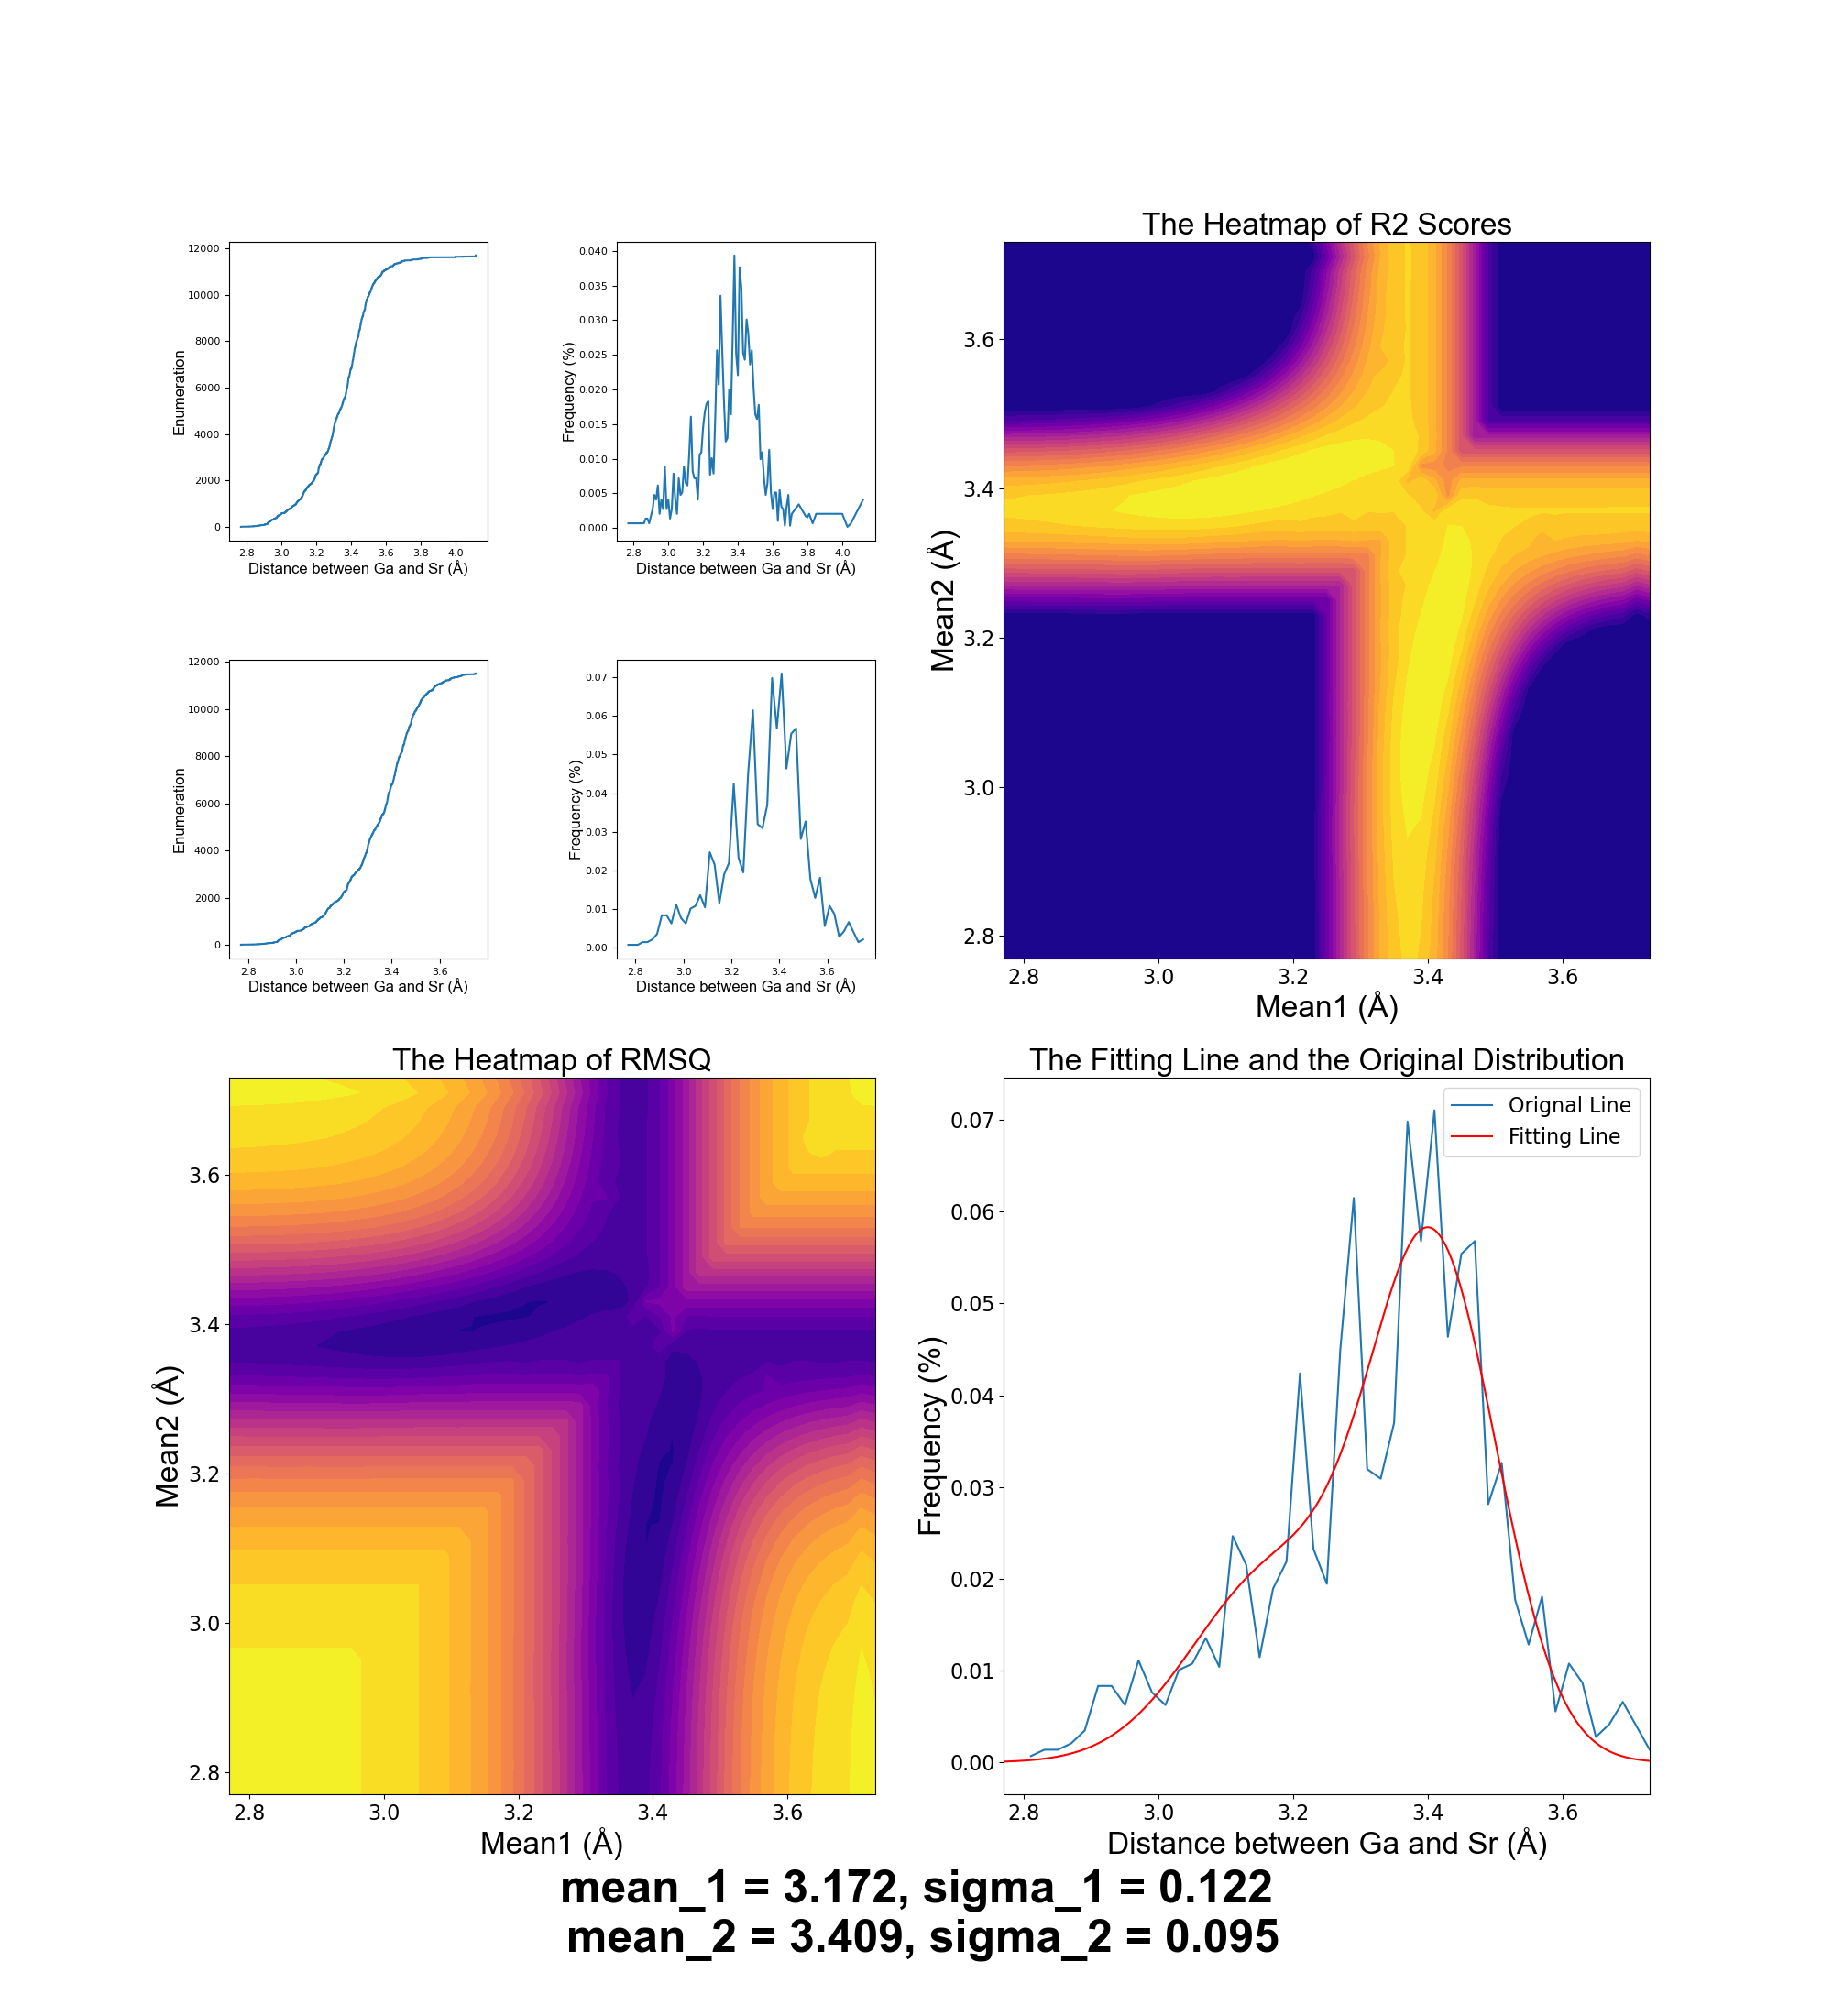 The Heatmap of R2 Scores
12000
10000
8000
6000
4000
2000
0
Enumeration
2.8 3.0 3.2 3.4 3.6 3.8 4.0
Distance between Ga and Sr (Å)
0.040
0.035
0.030
0.025
0.020
0.015
0.010
0.005
0.000
Frequency (%)
2.8 3.0 3.2 3.4 3.6 3.8 4.0
Distance between Ga and Sr (Å)
3.6
3.4
3.2
3.0
2.8
Mean2 (Å)
2.8 3.0 3.2 3.4 3.6
Mean1 (Å)
12000
10000
8000
6000
4000
2000
0
Enumeration
2.8 3.0 3.2 3.4 3.6
Distance between Ga and Sr (Å)
0.07
0.06
0.05
0.04
0.03
0.02
0.01
0.00
Frequency (%)
2.8 3.0 3.2 3.4 3.6
Distance between Ga and Sr (Å)
The Heatmap of RMSQ
3.6
3.4
3.2
3.0
2.8
Mean2 (Å)
2.8 3.0 3.2 3.4 3.6
Mean1 (Å)
The Fitting Line and the Original Distribution
Orignal Line
Fitting Line
0.07
0.06
0.05
0.04
0.03
0.02
0.01
0.00
Frequency (%)
2.8 3.0 3.2 3.4 3.6
Distance between Ga and Sr (Å)
mean_1 = 3.172, sigma_1 = 0.122
mean_2 = 3.409, sigma_2 = 0.095